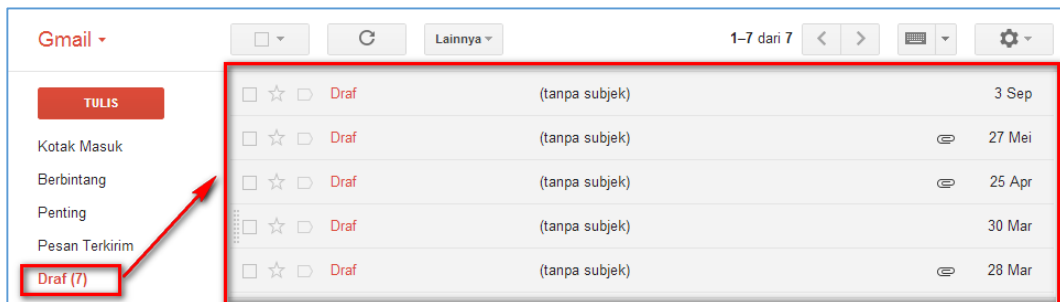 Gmail
Lainnya
1–7 dari 7
TULIS
Kotak Masuk
Berbintang
Penting
Pesan Terkirim
Draf (7)
Draf (tanpa subjek) 3 Sep
Draf (tanpa subjek) 27 Mei
Draf (tanpa subjek) 25 Apr
Draf (tanpa subjek) 30 Mar
Draf (tanpa subjek) 28 Mar